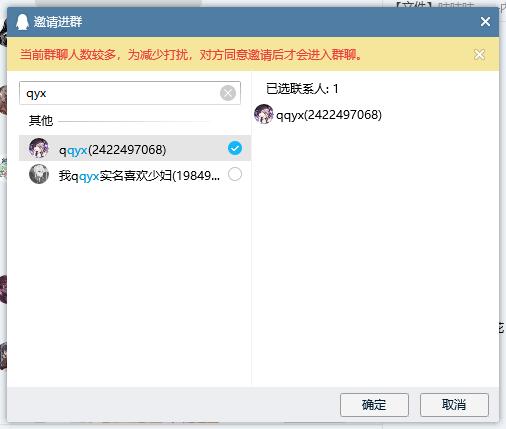 【文件】
邀请进群
当前群聊人数较多，为减少打扰，对方同意邀请后才会进入群聊。
qyx
其他
qqyx(2422497068)
我qqyx实名喜欢少妇(19849...
已选联系人: 1
qqyx(2422497068)
确定
取消